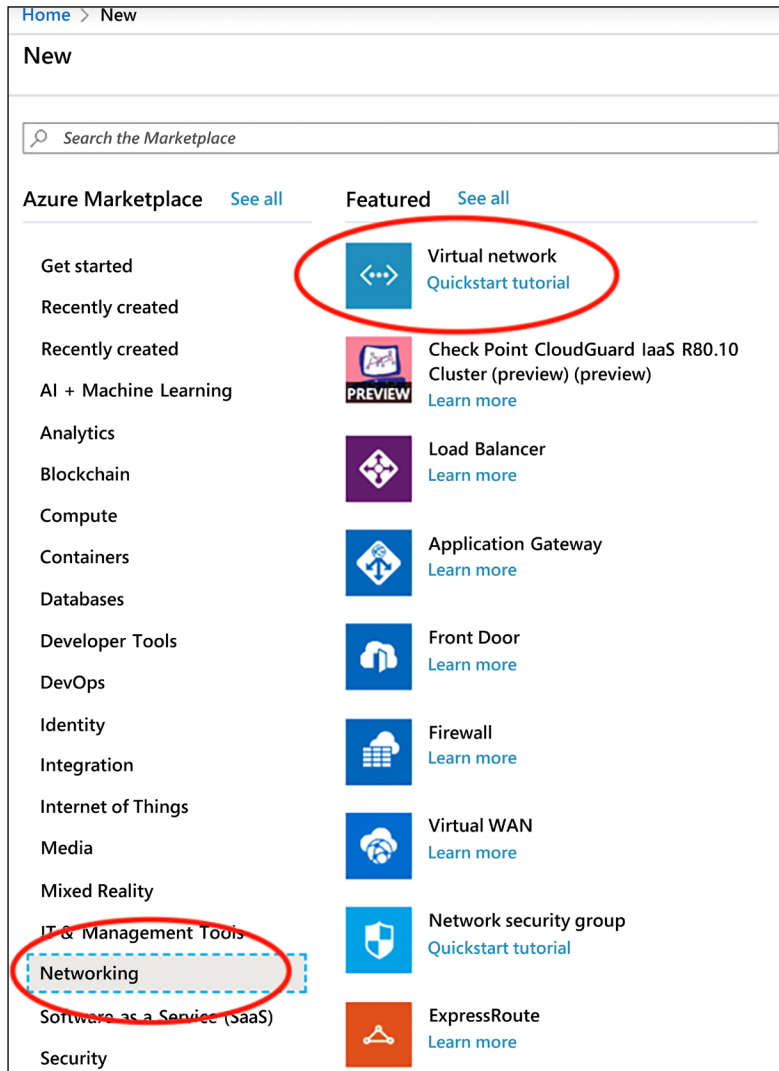 Home > New
New
Search the Marketplace
Azure Marketplace See all
Get started
Recently created
Recently created
AI + Machine Learning
Analytics
Blockchain
Compute
Containers
Databases
Developer Tools
DevOps
Identity
Integration
Internet of Things
Media
Mixed Reality
IT & Management Tools
Networking
Software as a Service (SaaS)
Security
Featured See all
Virtual network
Quickstart tutorial
PREVIEW
Check Point CloudGuard IaaS R80.10
Cluster (preview) (preview)
Learn more
Load Balancer
Learn more
Application Gateway
Learn more
Front Door
Learn more
Firewall
Learn more
Virtual WAN
Learn more
Network security group
Quickstart tutorial
ExpressRoute
Learn more